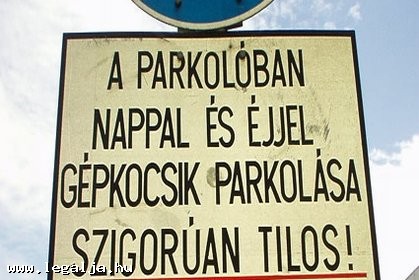 A PARKOLÓBAN
NAPPAL ÉS ÉJJEL
GÉPKOCSIK PARKOLÁSA
SZIGORÚAN TILOS!
www.legalja.hu